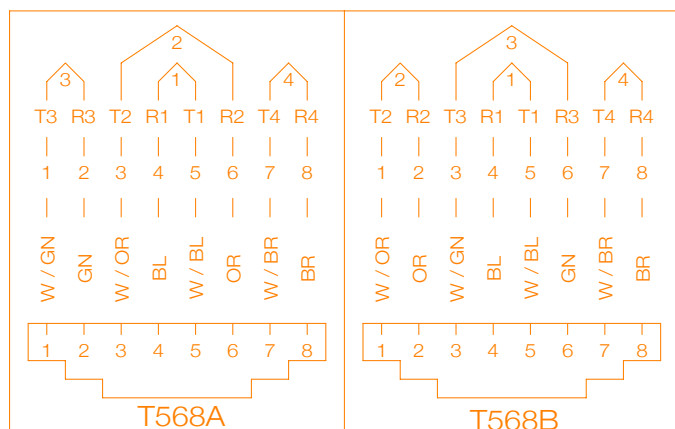 2
3
1
4
T3 R3 T2 R1 T1 R2 T4 R4
1 2 3 4 5 6 7 8
W / GN
GN
W / OR
BL
W / BL
OR
W / BR
BR
1 2 3 4 5 6 7 8
T568A
3
2
1
4
T2 R2 T3 R1 T1 R3 T4 R4
1 2 3 4 5 6 7 8
W / OR
OR
W / GN
BL
W / BL
GN
W / BR
BR
1 2 3 4 5 6 7 8
T568B